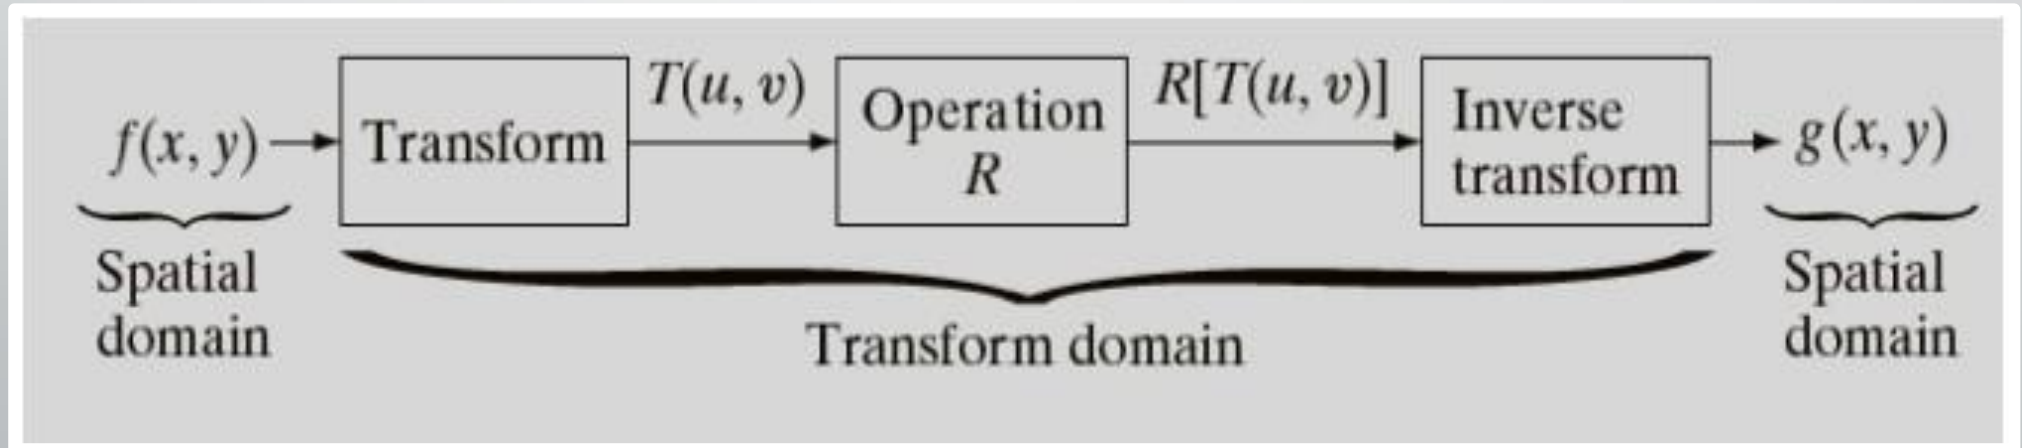 f(x, y)
Transform
T(u, v)
Operation
R
R[T(u, v)]
Inverse
transform
g(x, y)
Spatial
domain
Transform domain
Spatial
domain